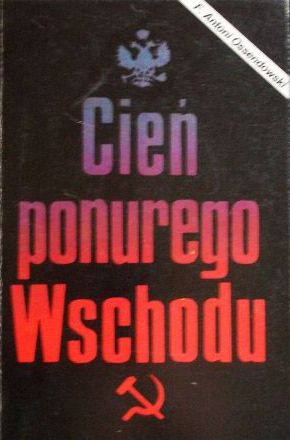 F. Antoni Ossendowski
Cień
ponurego
Wschodu